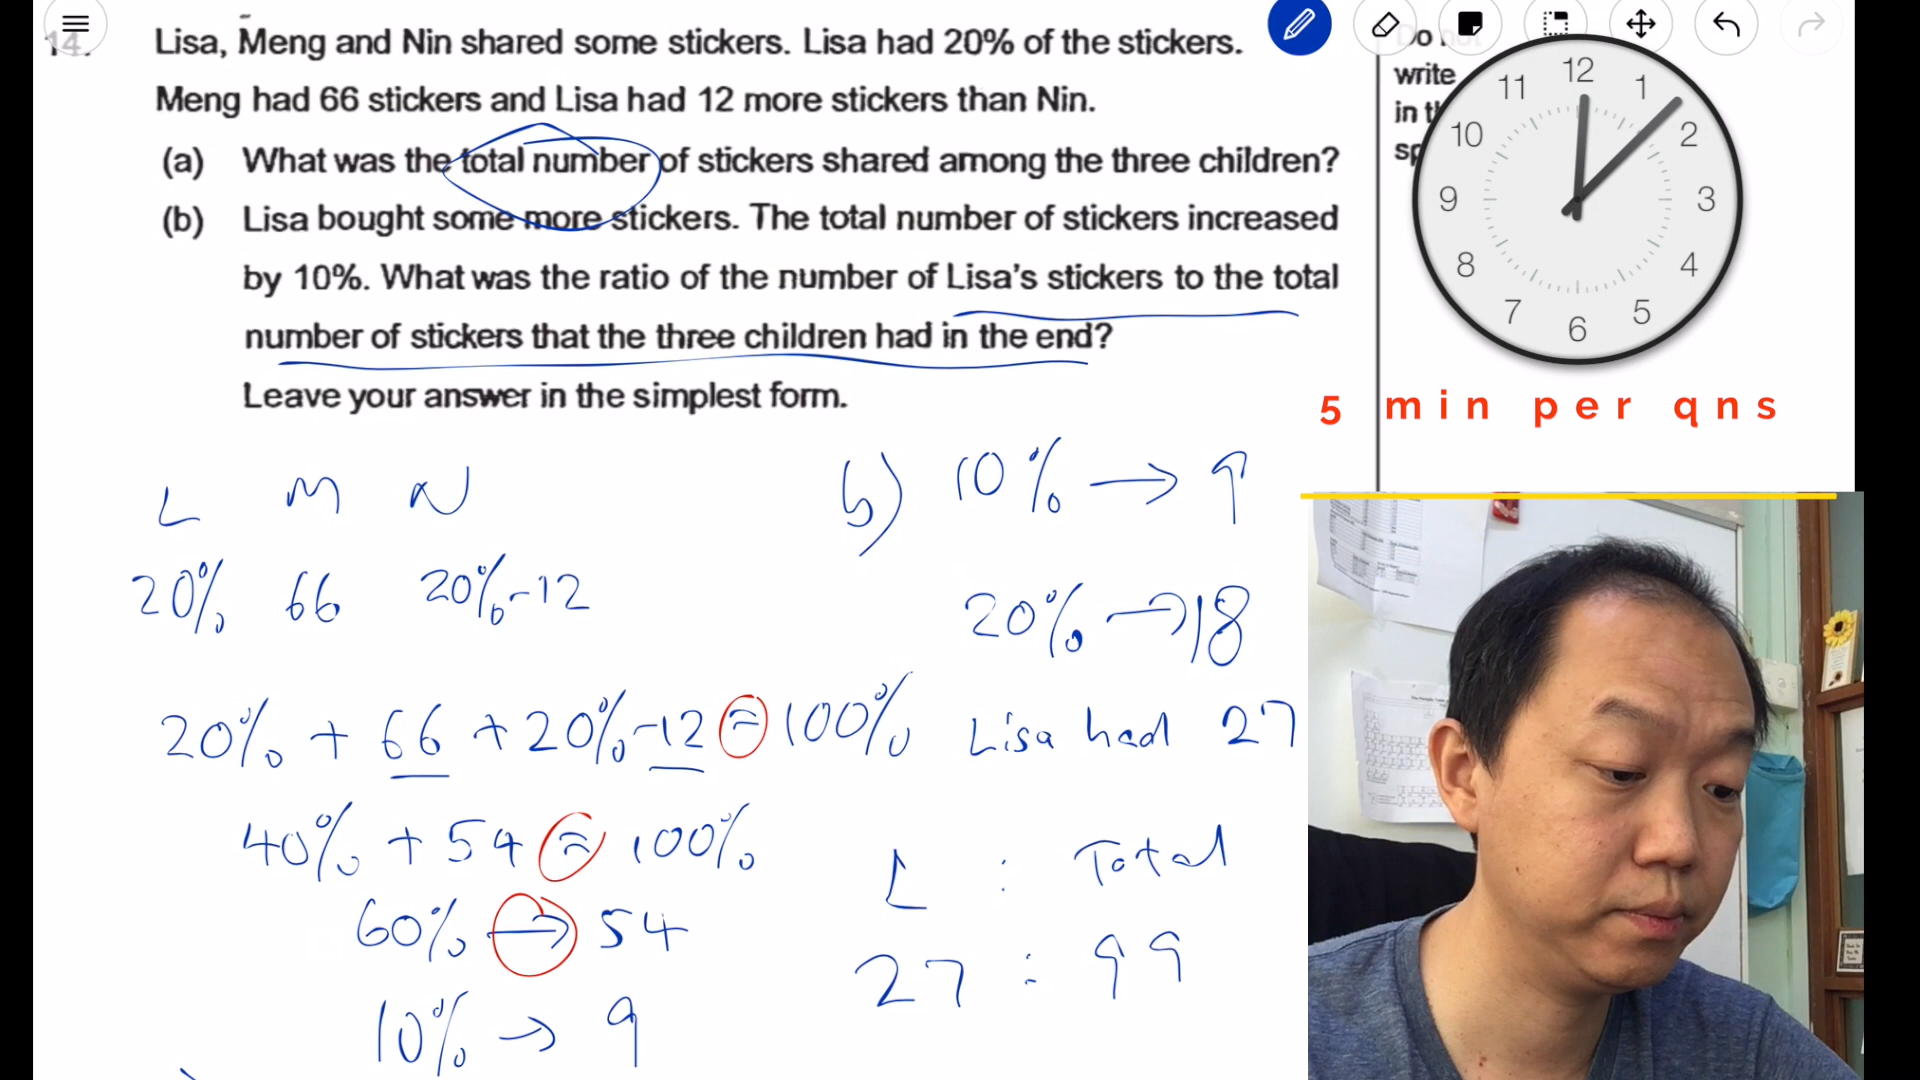 14.
Lisa, Meng and Nin shared some stickers. Lisa had 20% of the stickers.
Meng had 66 stickers and Lisa had 12 more stickers than Nin.
(a) What was the total number of stickers shared among the three children?
(b) Lisa bought some more stickers. The total number of stickers increased
by 10%. What was the ratio of the number of Lisa's stickers to the total
number of stickers that the three children had in the end?
Leave your answer in the simplest form.
Do
write
in
12
1
2
3
4
5
6
7
8
9
10
11
5 min per qns
L M N
20% 66 20%-12
20% + 66 + 20%-12 = 100%
40% + 54 = 100%
60% → 54
10% → 9
b) 10% → 9
20% → 18
Lisa had 27
L : Total
27 : 99